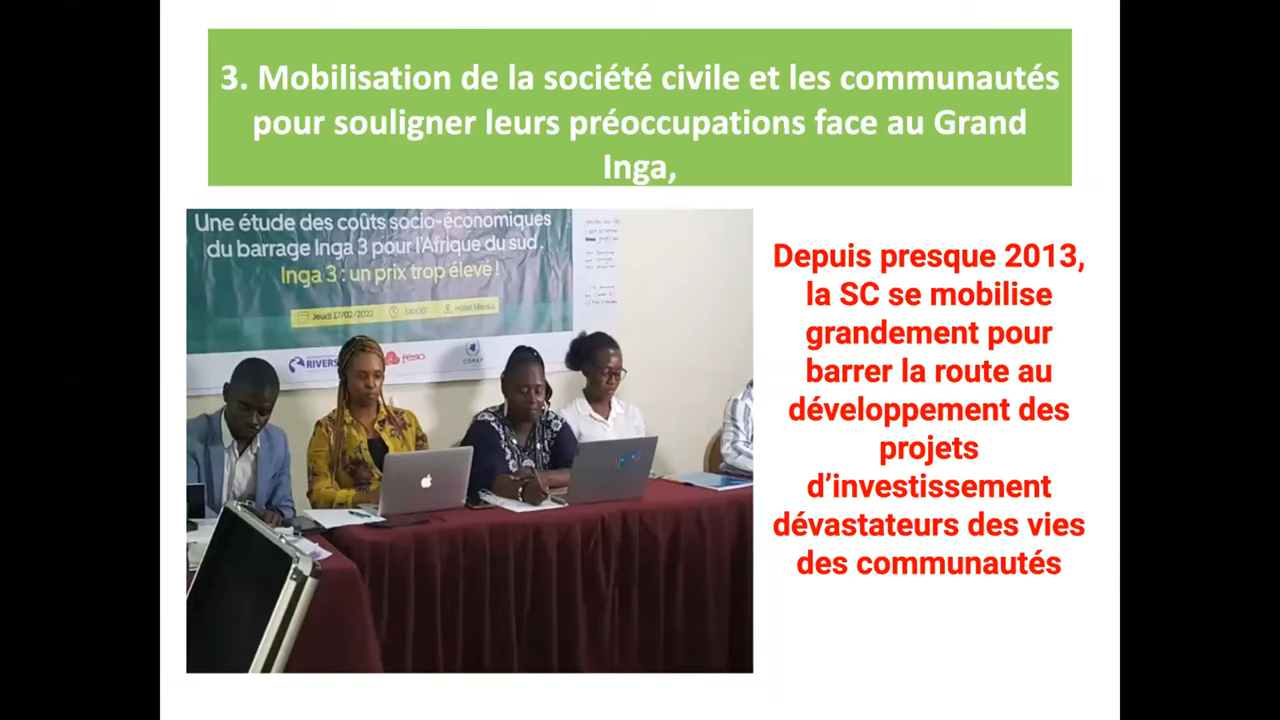 3. Mobilisation de la société civile et les communautés
pour souligner leurs préoccupations face au Grand
Inga,
Une étude des coûts socio-économiques
du barrage Inga 3 pour l'Afrique du sud.
Inga 3 : un prix trop élevé !
Jeudi 17/02/2022
14h00
Hôtel
RIVERS
CORAP
Depuis presque 2013,
la SC se mobilise
grandement pour
barrer la route au
développement des
projets
d'investissement
dévastateurs des vies
des communautés